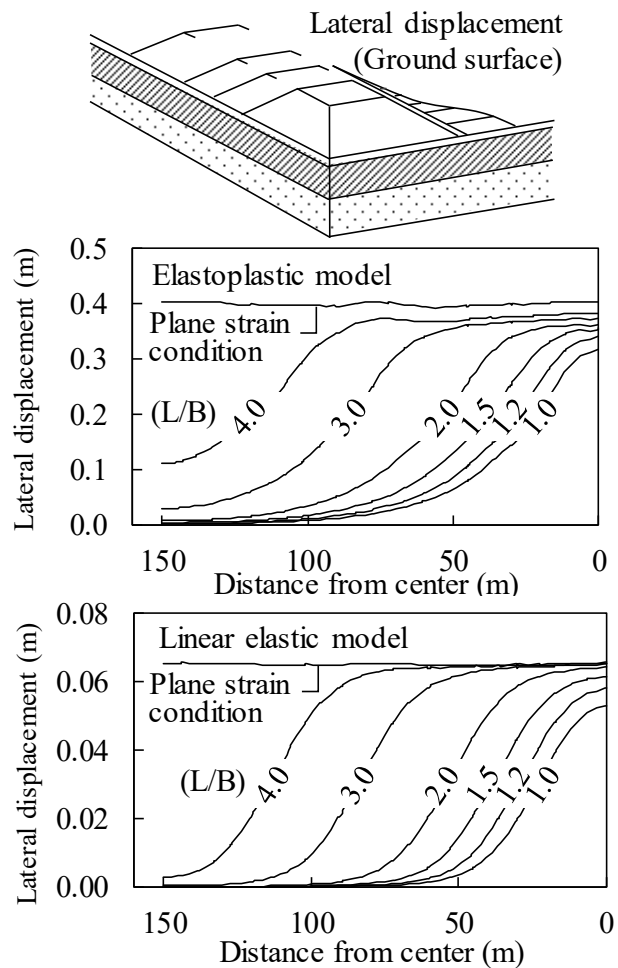 Lateral displacement
(Ground surface)
Lateral displacement (m)
0.5
0.4
0.3
0.2
0.1
0.0
Elastoplastic model
Plane strain
condition
(L/B)
4.0
3.0
2.0
1.5
1.2
1.0
150
100
50
0
Distance from center (m)
Lateral displacement (m)
0.08
0.06
0.04
0.02
0.00
Linear elastic model
Plane strain
condition
(L/B)
4.0
3.0
2.0
1.5
1.2
1.0
150
100
50
0
Distance from center (m)